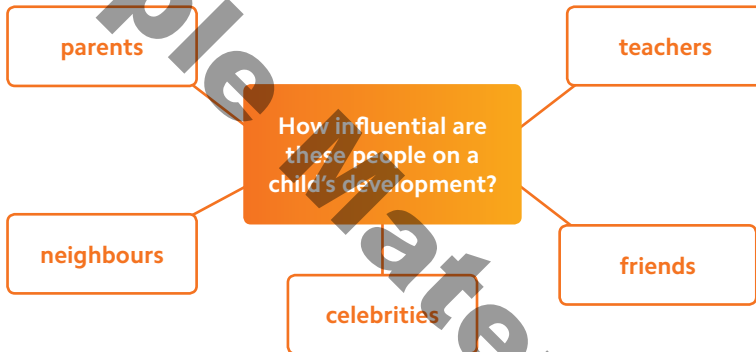 parents
teachers
How influential are
these people on a
child's development?
neighbours
friends
celebrities